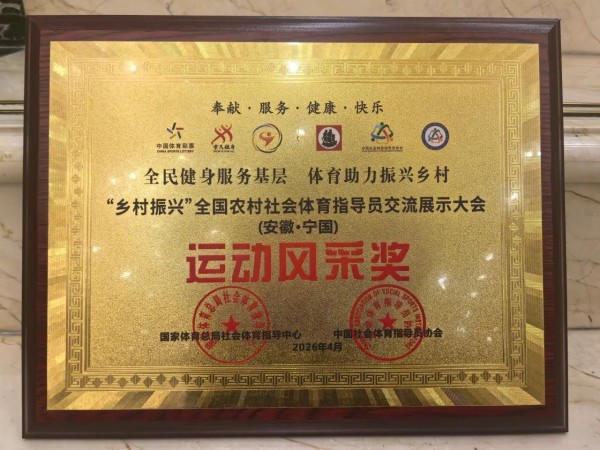 奉献·服务·健康·快乐
中国体育彩票
CHINA SPORTS LOTTERY
全民健身服务基层 体育助力振兴乡村
“乡村振兴”全国农村社会体育指导员交流展示大会
(安徽·宁国)
运动风采奖
国家体育总局社会体育指导中心 中国社会体育指导员协会
2026年4月